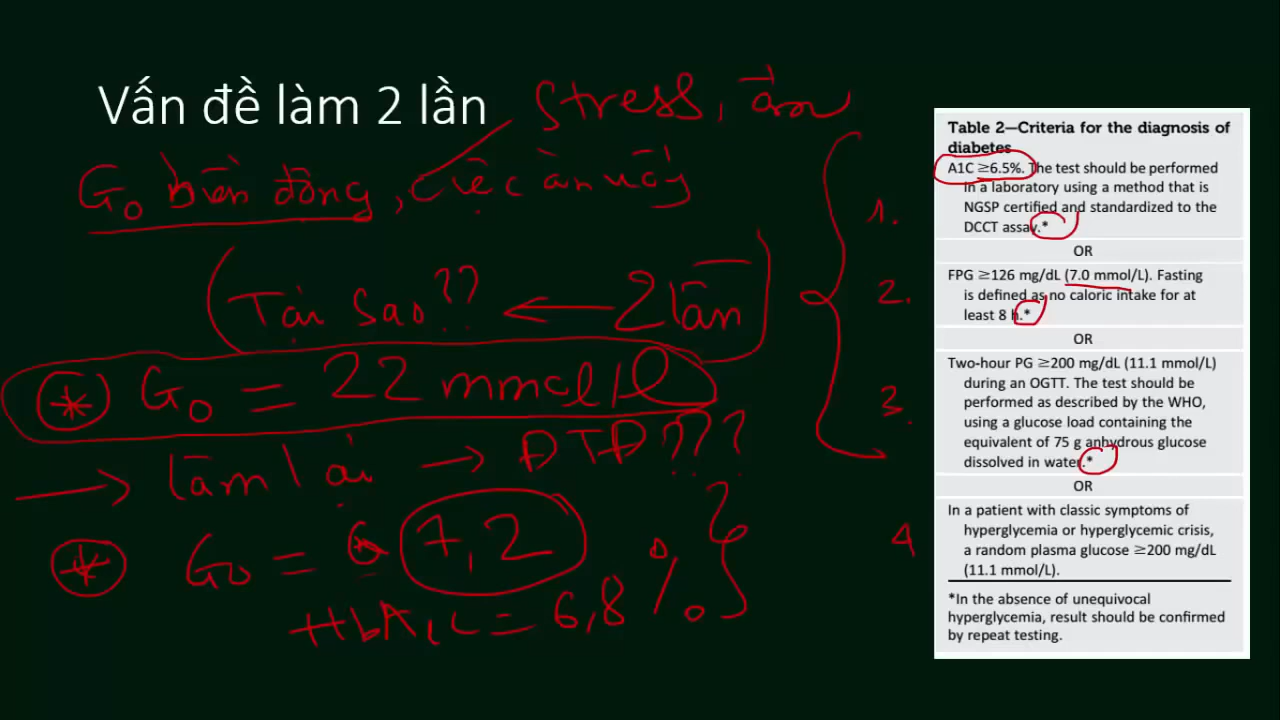 Vấn đề làm 2 lần
Stress, ăn
G₀ biến động, việc ăn uống
Tại sao?? ← 2 lần
* G₀ = 22 mmol/l
→ làm lại → ĐTĐ???
* G₀ = 7,2
HbA1C = 6,8%
1.
2.
3.
4
Table 2—Criteria for the diagnosis of
diabetes
A1C ≥6.5%. The test should be performed
in a laboratory using a method that is
NGSP certified and standardized to the
DCCT assay.*
OR
FPG ≥126 mg/dL (7.0 mmol/L). Fasting
is defined as no caloric intake for at
least 8 h.*
OR
Two-hour PG ≥200 mg/dL (11.1 mmol/L)
during an OGTT. The test should be
performed as described by the WHO,
using a glucose load containing the
equivalent of 75 g anhydrous glucose
dissolved in water.*
OR
In a patient with classic symptoms of
hyperglycemia or hyperglycemic crisis,
a random plasma glucose ≥200 mg/dL
(11.1 mmol/L).
*In the absence of unequivocal
hyperglycemia, result should be confirmed
by repeat testing.